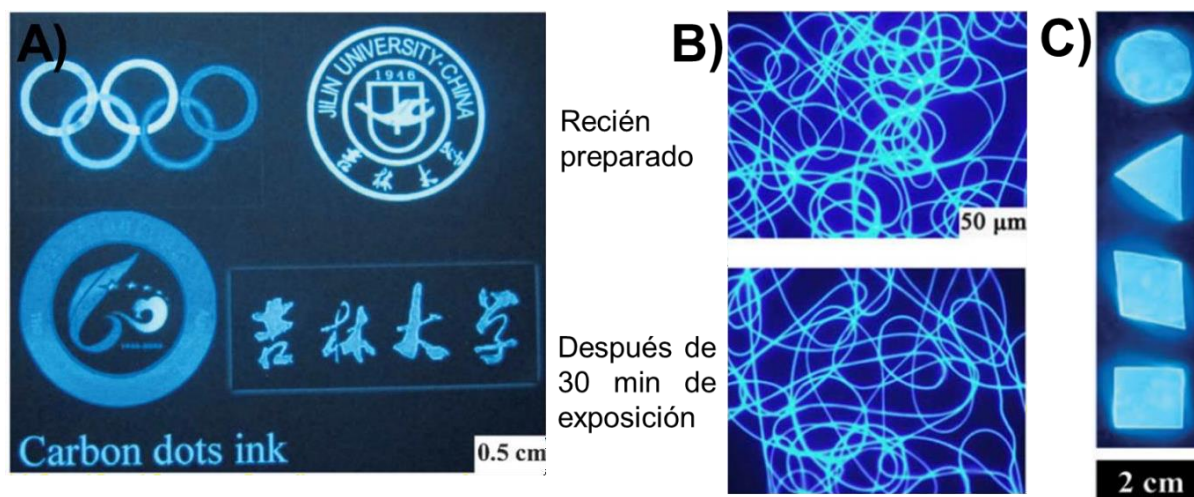 A)
JILIN UNIVERSITY·CHINA
1946
吉林大学
Carbon dots ink
0.5 cm
Recién
preparado
Después de
30 min de
exposición
B)
50 μm
C)
2 cm